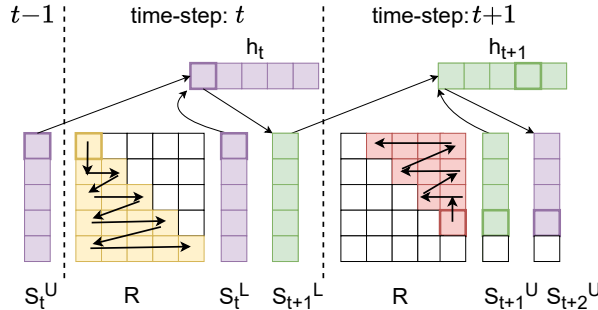 t−1 time-step: t time-step: t+1
h_t h_{t+1}
S_t^U R S_t^L S_{t+1}^L R S_{t+1}^U S_{t+2}^U